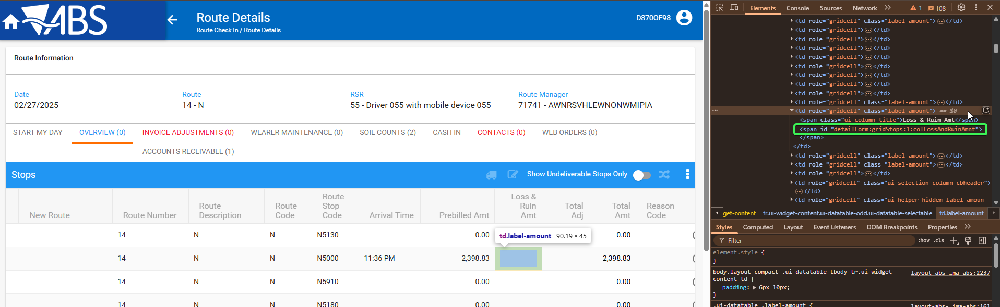 ABS
Route Details
Route Check In / Route Details
D870OF98
Route Information
Date
Route
RSR
Route Manager
02/27/2025
14 - N
55 - Driver 055 with mobile device 055
71741 - AWNRSVHLEWNONWMIPIA
START MY DAY
OVERVIEW (0)
INVOICE ADJUSTMENTS (0)
WEARER MAINTENANCE (0)
SOIL COUNTS (2)
CASH IN
CONTACTS (0)
WEB ORDERS (0)
ACCOUNTS RECEIVABLE (1)
Stops
Show Undeliverable Stops Only
New Route
Route Number
Route
Description
Route
Code
Route
Stop
Code
Arrival Time
Prebilled Amt
Loss &
Ruin
Amt
Total
Adj
Total
Amt
Reason
Code
14 N N N5130 0.00 0.00
td.label-amount 90.19 × 45
14 N N N5000 11:36 PM 2,398.83 2,398.83
14 N N N5910 0.00 0.00
14 N N N5180 0.00 0.00
Elements
Console
Sources
Network
1
108
<td role="gridcell" class="label-amount">…</td>
<td role="gridcell">…</td>
<td role="gridcell">…</td>
<td role="gridcell">…</td>
<td role="gridcell">…</td>
<td role="gridcell">…</td>
<td role="gridcell">…</td>
<td role="gridcell">…</td>
<td role="gridcell">…</td>
<td role="gridcell" class="label-amount">…</td>
<td role="gridcell" class="label-amount"> == $0
<span class="ui-column-title">Loss & Ruin Amt</span>
<span id="detailForm:gridStops:1:colLossAndRuinAmnt">
</span>
</td>
<td role="gridcell" class="label-amount">…</td>
<td role="gridcell" class="label-amount">…</td>
<td role="gridcell">…</td>
<td role="gridcell" class="ui-selection-column cbheader">
…</td>
<td role="gridcell" class="ui-helper-hidden label-amoun
get-content
tr.ui-widget-content.ui-datatable-odd.ui-datatable-selectable
td.label-amount
Styles
Computed
Layout
Event Listeners
DOM Breakpoints
Properties
Filter
:hov
.cls
element.style {
}
body.layout-compact .ui-datatable tbody tr.ui-widget-
content td {
layout-abs-…ma-abs:2237
padding: 6px 10px;
}
.ui-datatable .label-amount {
layout-abs-…ima-abs:161